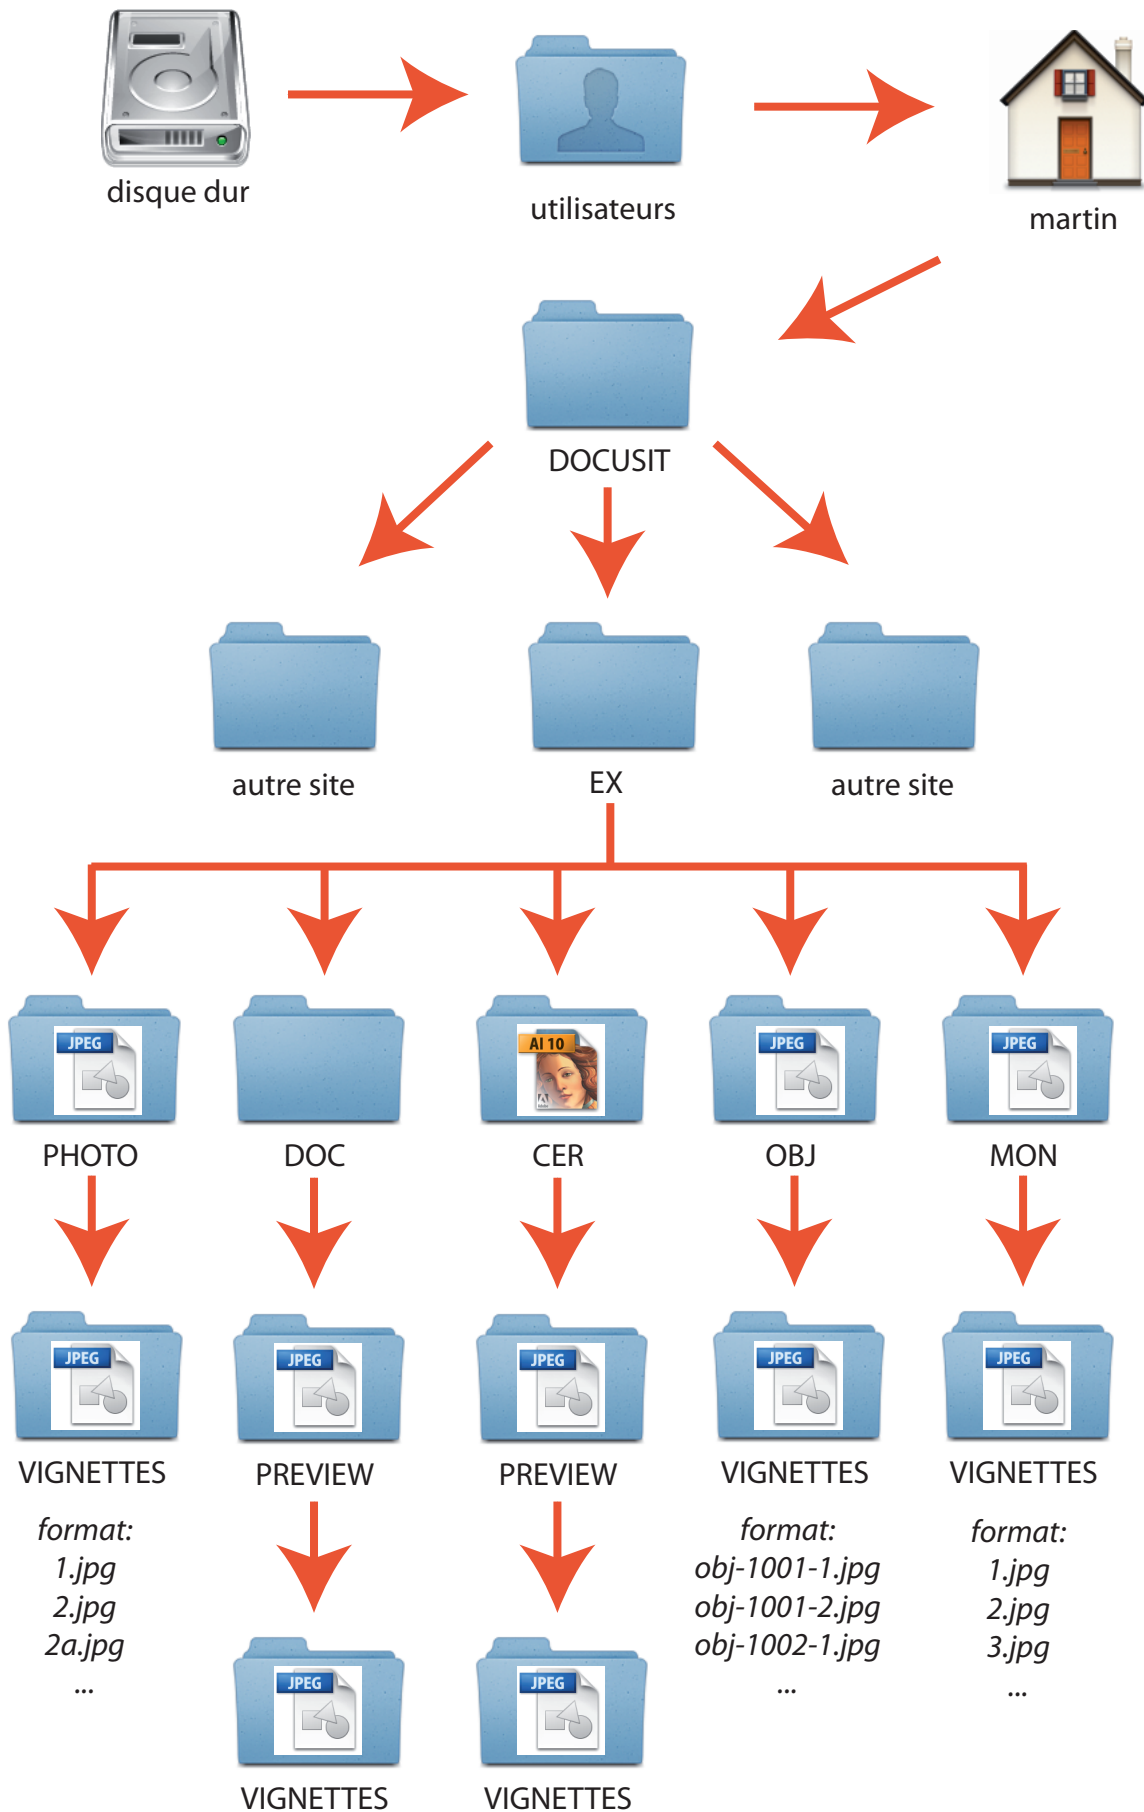 disque dur
utilisateurs
martin
DOCUSIT
autre site
EX
autre site
JPEG
AI 10
Adobe
JPEG
JPEG
PHOTO
DOC
CER
OBJ
MON
JPEG
JPEG
JPEG
JPEG
JPEG
VIGNETTES
PREVIEW
PREVIEW
VIGNETTES
VIGNETTES
format:
1.jpg
2.jpg
2a.jpg
...
format:
obj-1001-1.jpg
obj-1001-2.jpg
obj-1002-1.jpg
...
format:
1.jpg
2.jpg
3.jpg
...
JPEG
JPEG
VIGNETTES
VIGNETTES